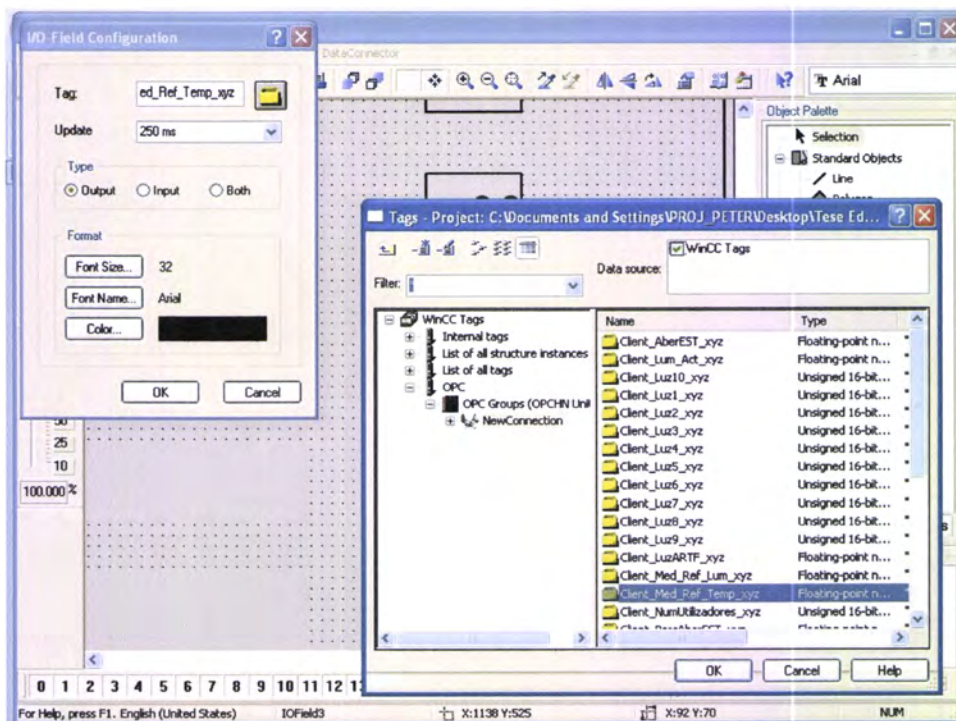 I/O Field Configuration
DataConnector
Tag:
ed_Ref_Temp_xyz
Update
250 ms
Type
Output
Input
Both
Format
Font Size...
32
Font Name...
Arial
Color...
OK
Cancel
Arial
Object Palette
Selection
Standard Objects
Line
Tags - Project: C:\Documents and Settings\PROJ_PETER\Desktop\Tese Ed...
WinCC Tags
Data source:
Filter:
WinCC Tags
Internal tags
List of all structure instances
List of all tags
OPC
OPC Groups (OPCHN Uni
NewConnection
Name
Type
Client_AberEST_xyz
Floating-point n...
Client_Lum_Act_xyz
Floating-point n...
Client_Luz10_xyz
Unsigned 16-bit...
Client_Luz1_xyz
Unsigned 16-bit...
Client_Luz2_xyz
Unsigned 16-bit...
Client_Luz3_xyz
Unsigned 16-bit...
Client_Luz4_xyz
Unsigned 16-bit...
Client_Luz5_xyz
Unsigned 16-bit...
Client_Luz6_xyz
Unsigned 16-bit...
Client_Luz7_xyz
Unsigned 16-bit...
Client_Luz8_xyz
Unsigned 16-bit...
Client_Luz9_xyz
Unsigned 16-bit...
Client_LuzARTF_xyz
Floating-point n...
Client_Med_Ref_Lum_xyz
Floating-point n...
Client_Med_Ref_Temp_xyz
Floating-point n...
Client_NumUtilizadores_xyz
Unsigned 16-bit...
OK
Cancel
Help
50
25
10
100.000 %
0 1 2 3 4 5 6 7 8 9 10 11 12 1
For Help, press F1. English (United States)
IOField3
X:1138 Y:525
X:92 Y:70
NUM